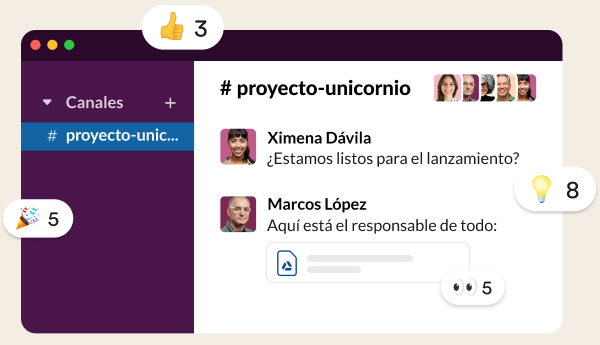 👍 3
Canales +
# proyecto-unic...
# proyecto-unicornio
Ximena Dávila
¿Estamos listos para el lanzamiento?
💡 8
🎉 5
Marcos López
Aquí está el responsable de todo:
👀 5